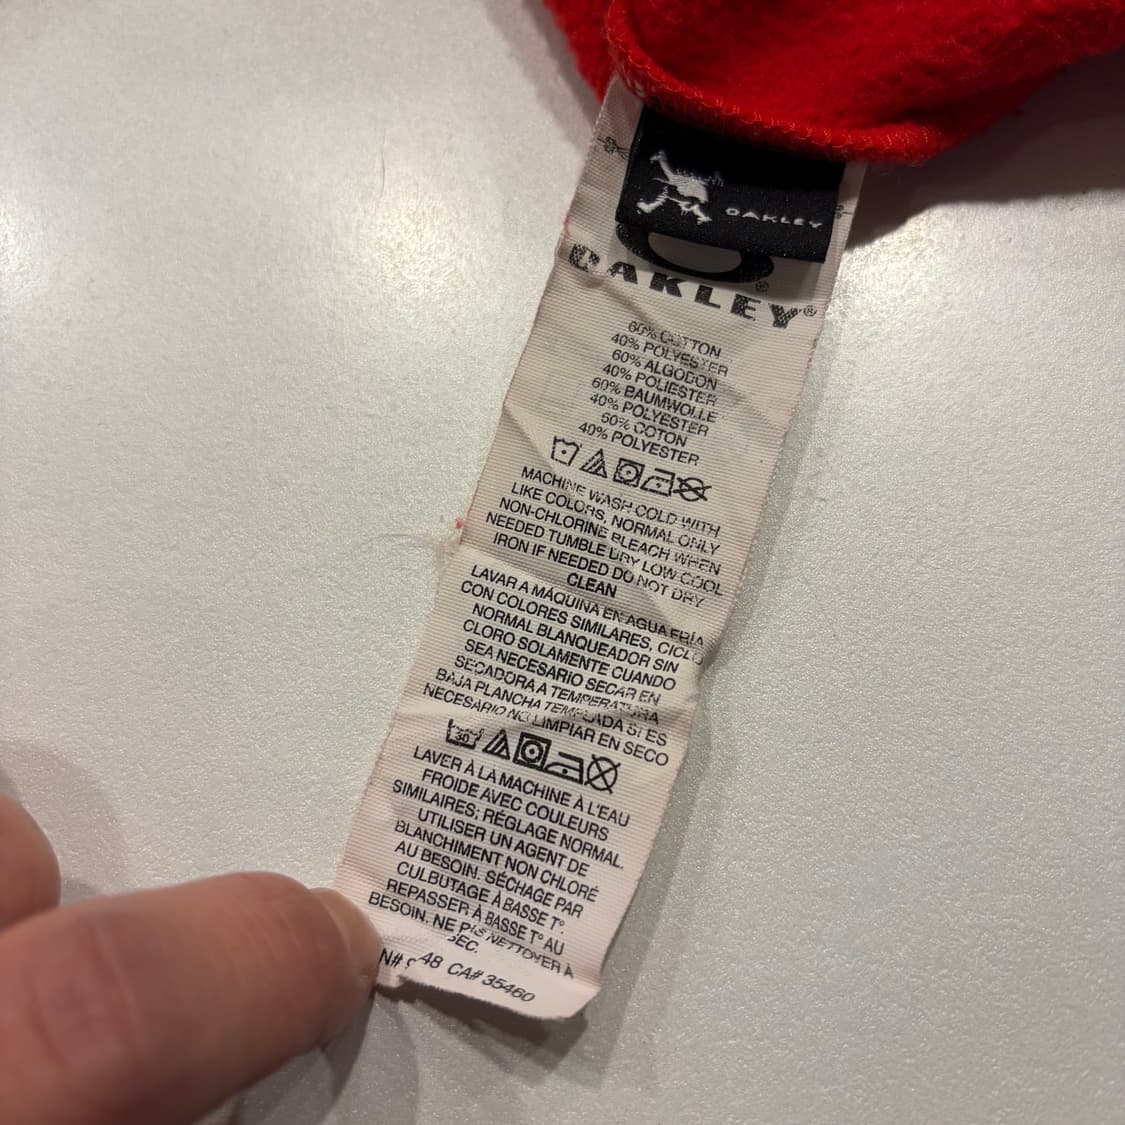 OAKLEY
OAKLEY®
60% COTTON
40% POLYESTER
60% ALGODON
40% POLIESTER
60% BAUMWOLLE
40% POLYESTER
60% COTON
40% POLYESTER
MACHINE WASH COLD WITH
LIKE COLORS, NORMAL ONLY
NON-CHLORINE BLEACH WHEN
NEEDED TUMBLE DRY LOW COOL
IRON IF NEEDED DO NOT DRY
CLEAN
LAVAR A MÁQUINA EN AGUA FRÍA
CON COLORES SIMILARES, CICLO
NORMAL BLANQUEADOR SIN
CLORO SOLAMENTE CUANDO
SEA NECESARIO SECAR EN
SECADORA A TEMPERATURA
BAJA PLANCHA TEMPLADA SI ES
NECESARIO NO LIMPIAR EN SECO
30
LAVER À LA MACHINE À L'EAU
FROIDE AVEC COULEURS
SIMILAIRES; RÉGLAGE NORMAL.
UTILISER UN AGENT DE
BLANCHIMENT NON CHLORÉ
AU BESOIN. SÉCHAGE PAR
CULBUTAGE À BASSE T°.
REPASSER À BASSE T° AU
BESOIN. NE PAS NETTOYER À
SEC.
CA# 35460